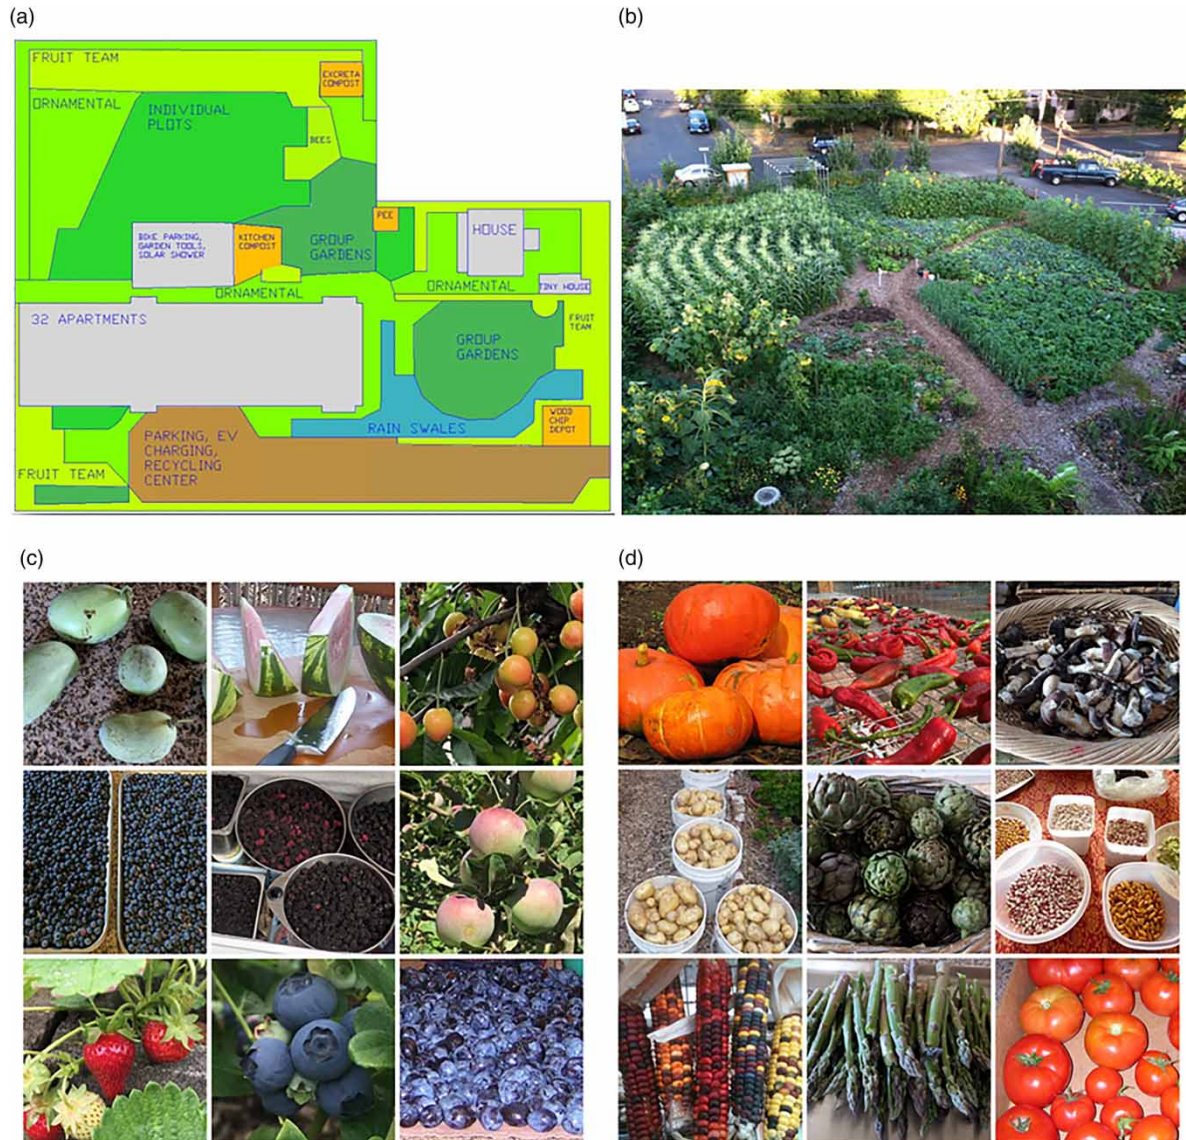 (a)
(b)
FRUIT TEAM
EXCRETA
COMPOST
ORNAMENTAL
INDIVIDUAL
PLOTS
BEES
PEE
BIKE PARKING,
GARDEN TOOLS,
SOLAR SHOWER
KITCHEN
COMPOST
GROUP
GARDENS
HOUSE
ORNAMENTAL
ORNAMENTAL
TINY HOUSE
32 APARTMENTS
FRUIT
TEAM
GROUP
GARDENS
RAIN SWALES
WOOD
CHIP
DEPOT
PARKING, EV
CHARGING,
RECYCLING
CENTER
FRUIT TEAM
(c)
(d)